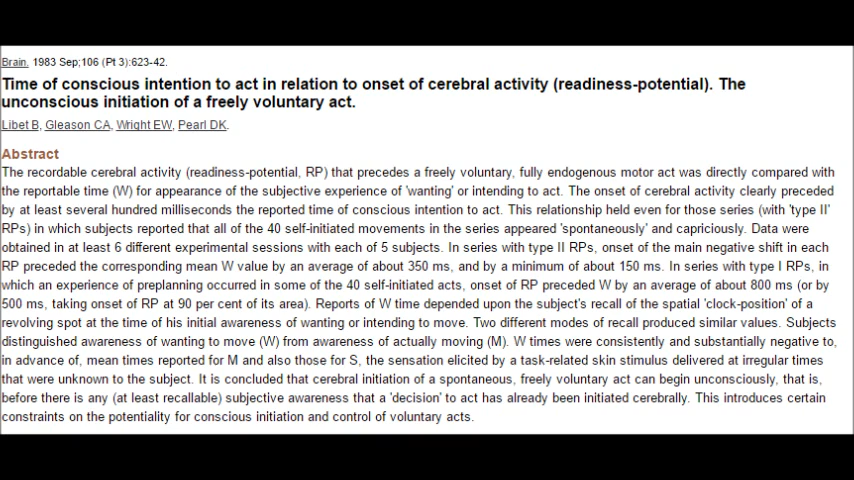 Brain. 1983 Sep;106 (Pt 3):623-42.
Time of conscious intention to act in relation to onset of cerebral activity (readiness-potential). The
unconscious initiation of a freely voluntary act.
Libet B, Gleason CA, Wright EW, Pearl DK.
Abstract
The recordable cerebral activity (readiness-potential, RP) that precedes a freely voluntary, fully endogenous motor act was directly compared with
the reportable time (W) for appearance of the subjective experience of 'wanting' or intending to act. The onset of cerebral activity clearly preceded
by at least several hundred milliseconds the reported time of conscious intention to act. This relationship held even for those series (with 'type II'
RPs) in which subjects reported that all of the 40 self-initiated movements in the series appeared 'spontaneously' and capriciously. Data were
obtained in at least 6 different experimental sessions with each of 5 subjects. In series with type II RPs, onset of the main negative shift in each
RP preceded the corresponding mean W value by an average of about 350 ms, and by a minimum of about 150 ms. In series with type I RPs, in
which an experience of preplanning occurred in some of the 40 self-initiated acts, onset of RP preceded W by an average of about 800 ms (or by
500 ms, taking onset of RP at 90 per cent of its area). Reports of W time depended upon the subject's recall of the spatial 'clock-position' of a
revolving spot at the time of his initial awareness of wanting or intending to move. Two different modes of recall produced similar values. Subjects
distinguished awareness of wanting to move (W) from awareness of actually moving (M). W times were consistently and substantially negative to,
in advance of, mean times reported for M and also those for S, the sensation elicited by a task-related skin stimulus delivered at irregular times
that were unknown to the subject. It is concluded that cerebral initiation of a spontaneous, freely voluntary act can begin unconsciously, that is,
before there is any (at least recallable) subjective awareness that a 'decision' to act has already been initiated cerebrally. This introduces certain
constraints on the potentiality for conscious initiation and control of voluntary acts.